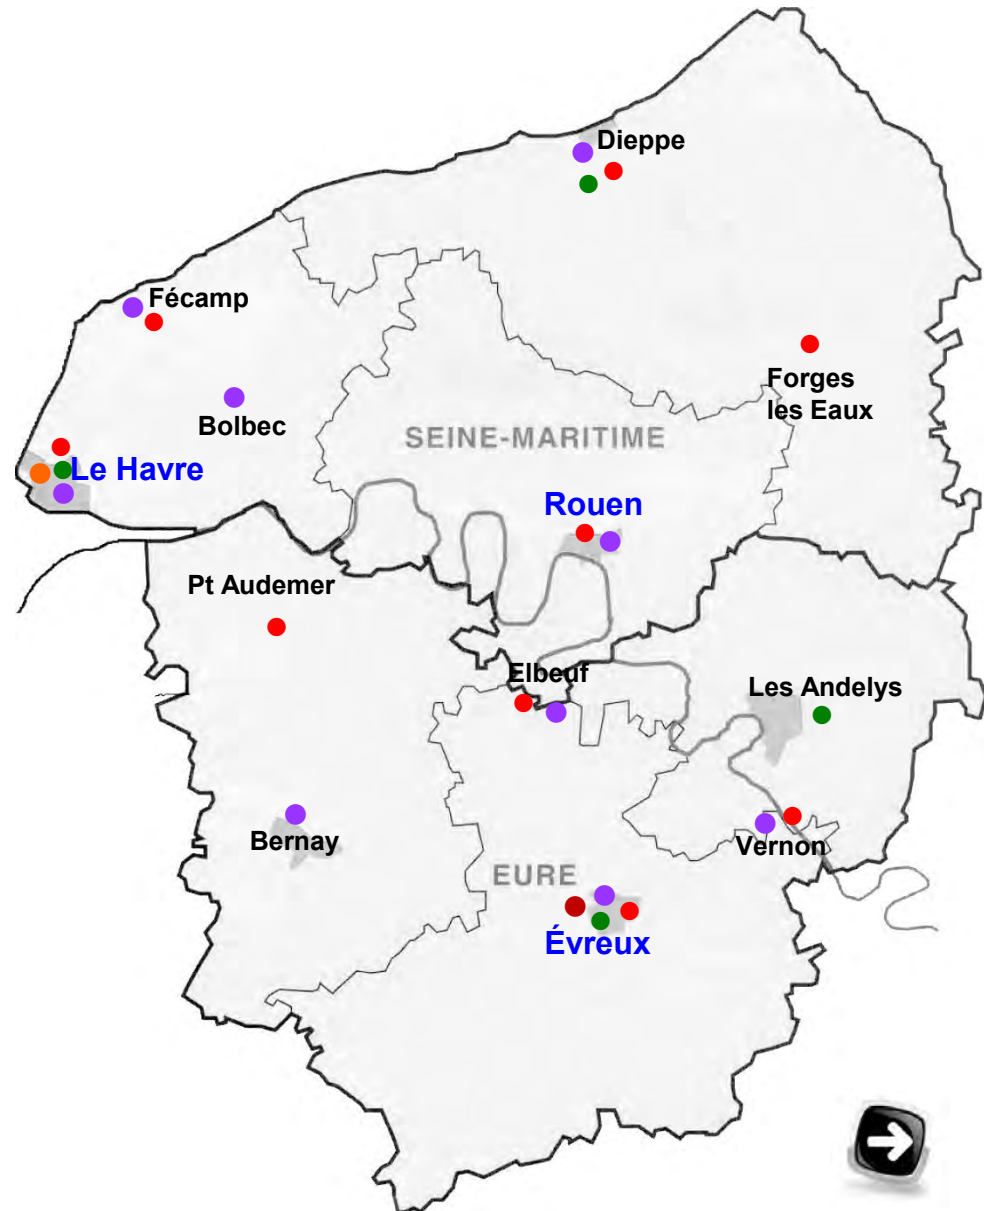 Dieppe
Fécamp
Forges
les Eaux
Bolbec
SEINE-MARITIME
Le Havre
Rouen
Pt Audemer
Elbeuf
Les Andelys
Bernay
Vernon
EURE
Évreux